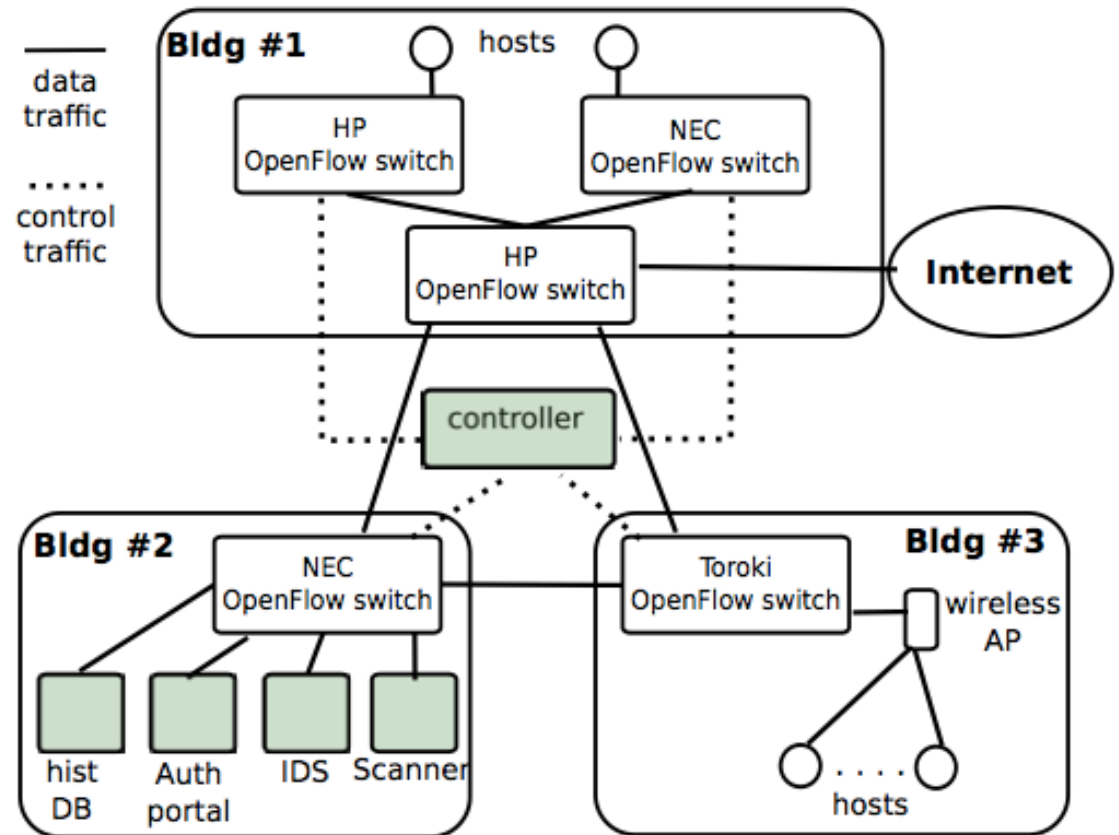 Bldg #1
hosts
data
traffic
HP
OpenFlow switch
NEC
OpenFlow switch
control
traffic
HP
OpenFlow switch
Internet
controller
Bldg #2
NEC
OpenFlow switch
Toroki
OpenFlow switch
Bldg #3
wireless
AP
hist
DB
Auth
portal
IDS
Scanner
hosts